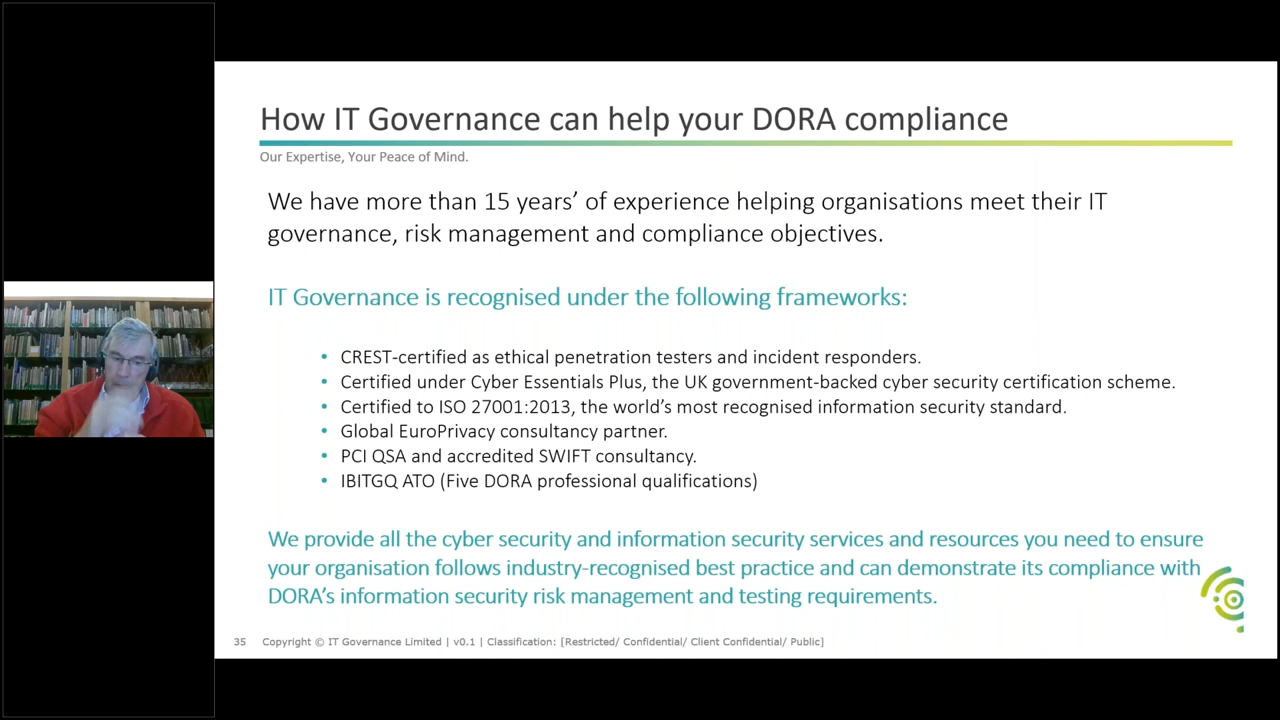 How IT Governance can help your DORA compliance
Our Expertise, Your Peace of Mind.
We have more than 15 years’ of experience helping organisations meet their IT
governance, risk management and compliance objectives.
IT Governance is recognised under the following frameworks:
• CREST-certified as ethical penetration testers and incident responders.
• Certified under Cyber Essentials Plus, the UK government-backed cyber security certification scheme.
• Certified to ISO 27001:2013, the world’s most recognised information security standard.
• Global EuroPrivacy consultancy partner.
• PCI QSA and accredited SWIFT consultancy.
• IBITGQ ATO (Five DORA professional qualifications)
We provide all the cyber security and information security services and resources you need to ensure
your organisation follows industry-recognised best practice and can demonstrate its compliance with
DORA’s information security risk management and testing requirements.
35 Copyright © IT Governance Limited | v0.1 | Classification: [Restricted/ Confidential/ Client Confidential/ Public]